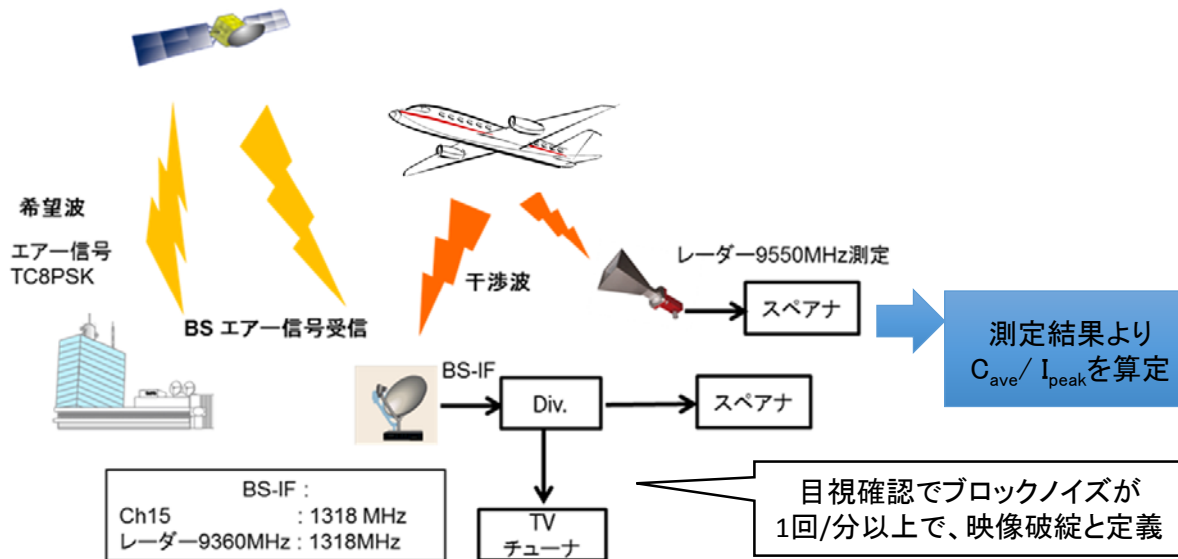 希望波
エアー信号
TC8PSK
BS エアー信号受信
干渉波
レーダー9550MHz測定
スペアナ
測定結果より
Cave/ Ipeakを算定
BS-IF
Div.
スペアナ
BS-IF :
Ch15 : 1318 MHz
レーダー9360MHz : 1318MHz
TV
チューナ
目視確認でブロックノイズが
1回/分以上で、映像破綻と定義